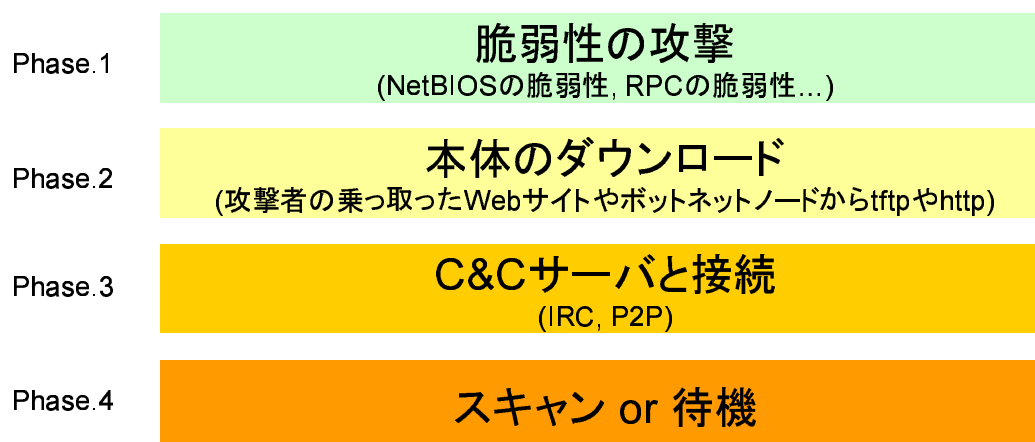 Phase.1
脆弱性の攻撃
(NetBIOSの脆弱性, RPCの脆弱性…)
Phase.2
本体のダウンロード
(攻撃者の乗っ取ったWebサイトやボットネットノードからtftpやhttp)
Phase.3
C&Cサーバと接続
(IRC, P2P)
Phase.4
スキャン or 待機